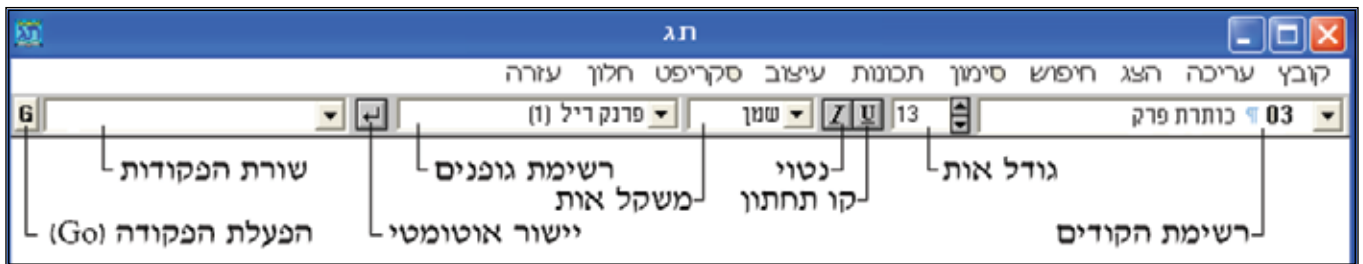 תג
קובץ עריכה הצג חיפוש סימון תכונות עיצוב סקריפט חלון עזרה
03 ¶ כותרת פרק 13 U I שמן פרנק ריל (1) G
גודל אות נטוי רשימת גופנים שורת הפקודות
קו תחתון משקל אות
רשימת הקודים יישור אוטומטי הפעלת הפקודה (Go)